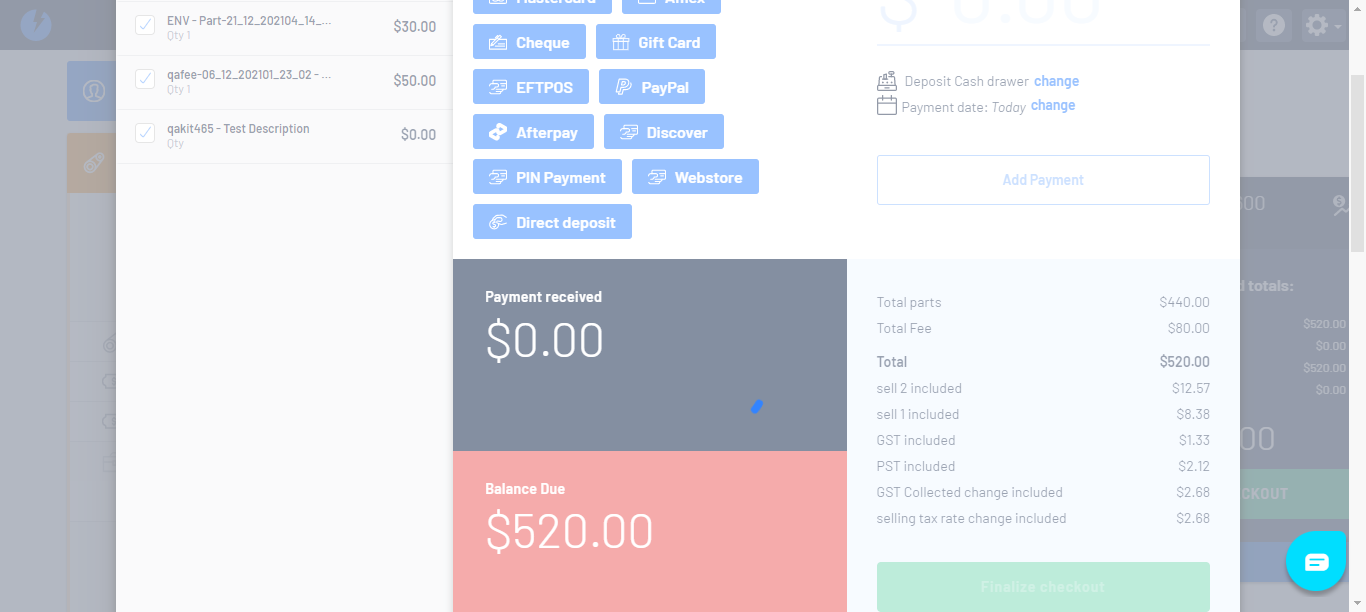 ENV - Part-21_12_202104_14_...
$30.00
Qty 1
qafee-06_12_202101_23_02 - ...
$50.00
Qty 1
qakit465 - Test Description
$0.00
Qty
Mastercard
Amex
Cheque
Gift Card
EFTPOS
PayPal
Afterpay
Discover
PIN Payment
Webstore
Direct deposit
$ 0.00
Deposit Cash drawer change
Payment date: Today change
Add Payment
Payment received
$0.00
Balance Due
$520.00
Total parts $440.00
Total Fee $80.00
Total $520.00
sell 2 included $12.57
sell 1 included $8.38
GST included $1.33
PST included $2.12
GST Collected change included $2.68
selling tax rate change included $2.68
Finalize checkout
totals:
$520.00
$0.00
$520.00
$0.00